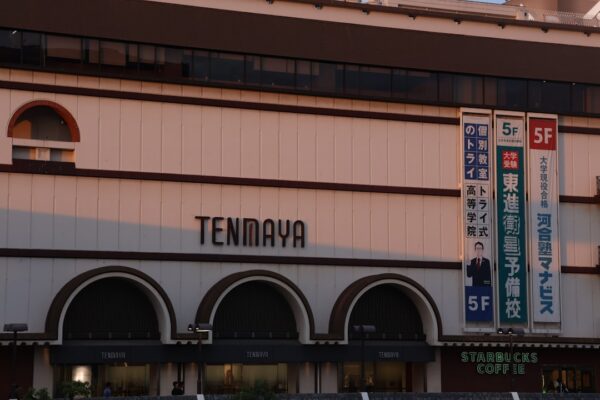 TENMAYA
個別教室
のトライ
トライ式
高等学院
5F
5F
大学
受験
東進衛星予備校
5F
大学現役合格
河合塾マナビス
TENMAYA
TENMAYA
TENMAYA
STARBUCKS
COFFEE